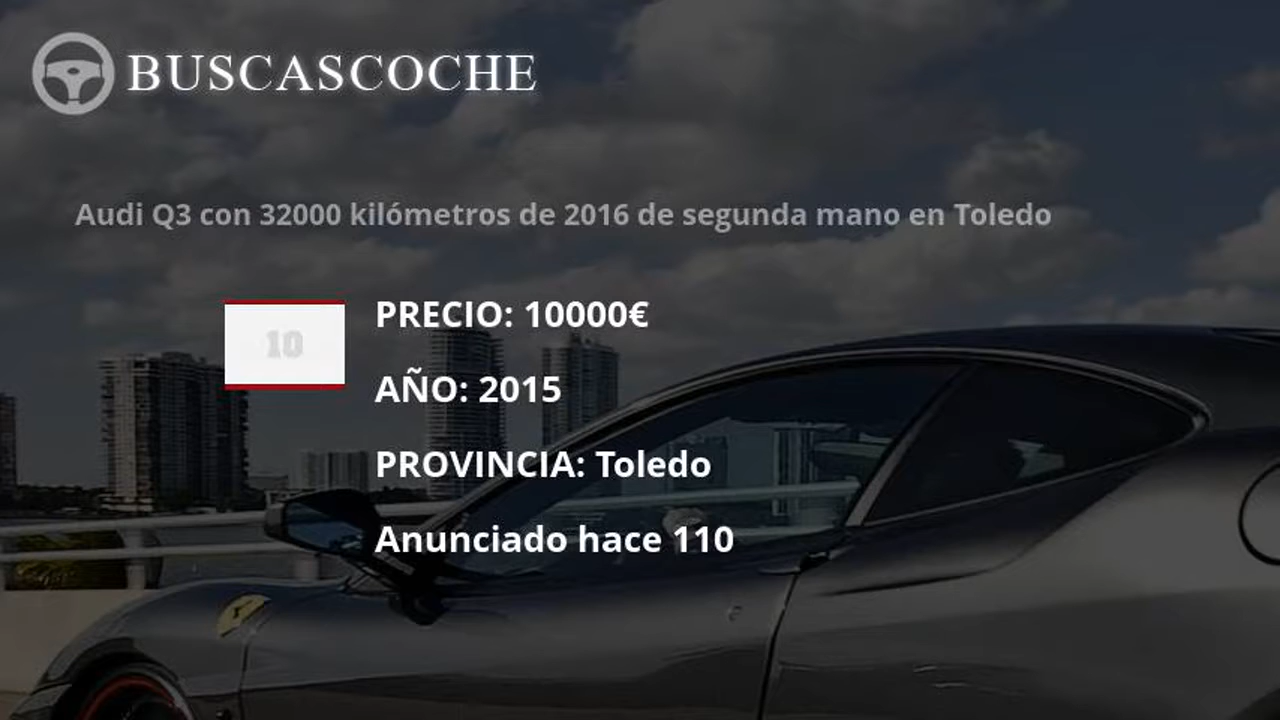 BUSCASCOCHE
Audi Q3 con 32000 kilómetros de 2016 de segunda mano en Toledo
10
PRECIO: 10000€
AÑO: 2015
PROVINCIA: Toledo
Anunciado hace 110